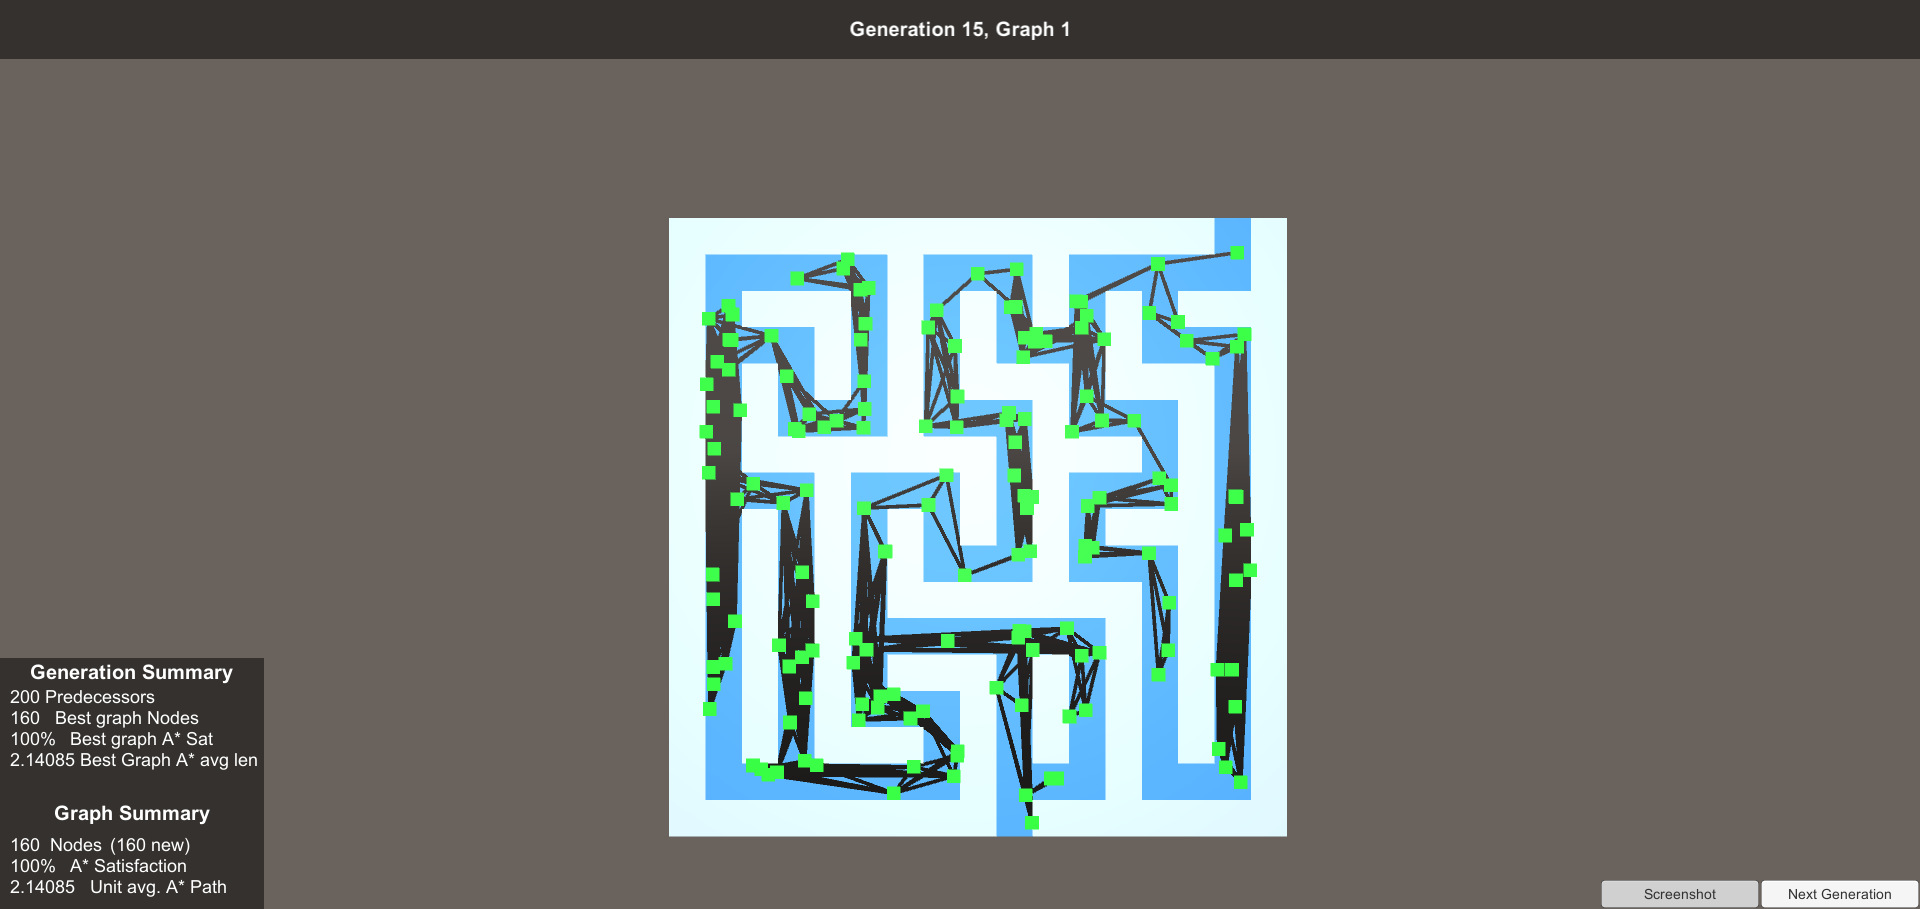 Generation 15, Graph 1
Generation Summary
200 Predecessors
160 Best graph Nodes
100% Best graph A* Sat
2.14085 Best Graph A* avg len
Graph Summary
160 Nodes (160 new)
100% A* Satisfaction
2.14085 Unit avg. A* Path
Screenshot
Next Generation